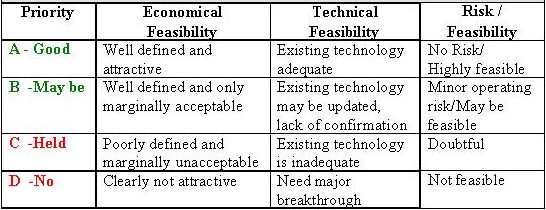 Priority
Economical
Feasibility
Technical
Feasibility
Risk /
Feasibility
A - Good
Well defined and
attractive
Existing technology
adequate
No Risk/
Highly feasible
B -May be
Well defined and only
marginally acceptable
Existing technology
may be updated,
lack of confirmation
Minor operating
risk/May be
feasible
C -Held
Poorly defined and
marginally unacceptable
Existing technology
is inadequate
Doubtful
D -No
Clearly not attractive
Need major
breakthrough
Not feasible